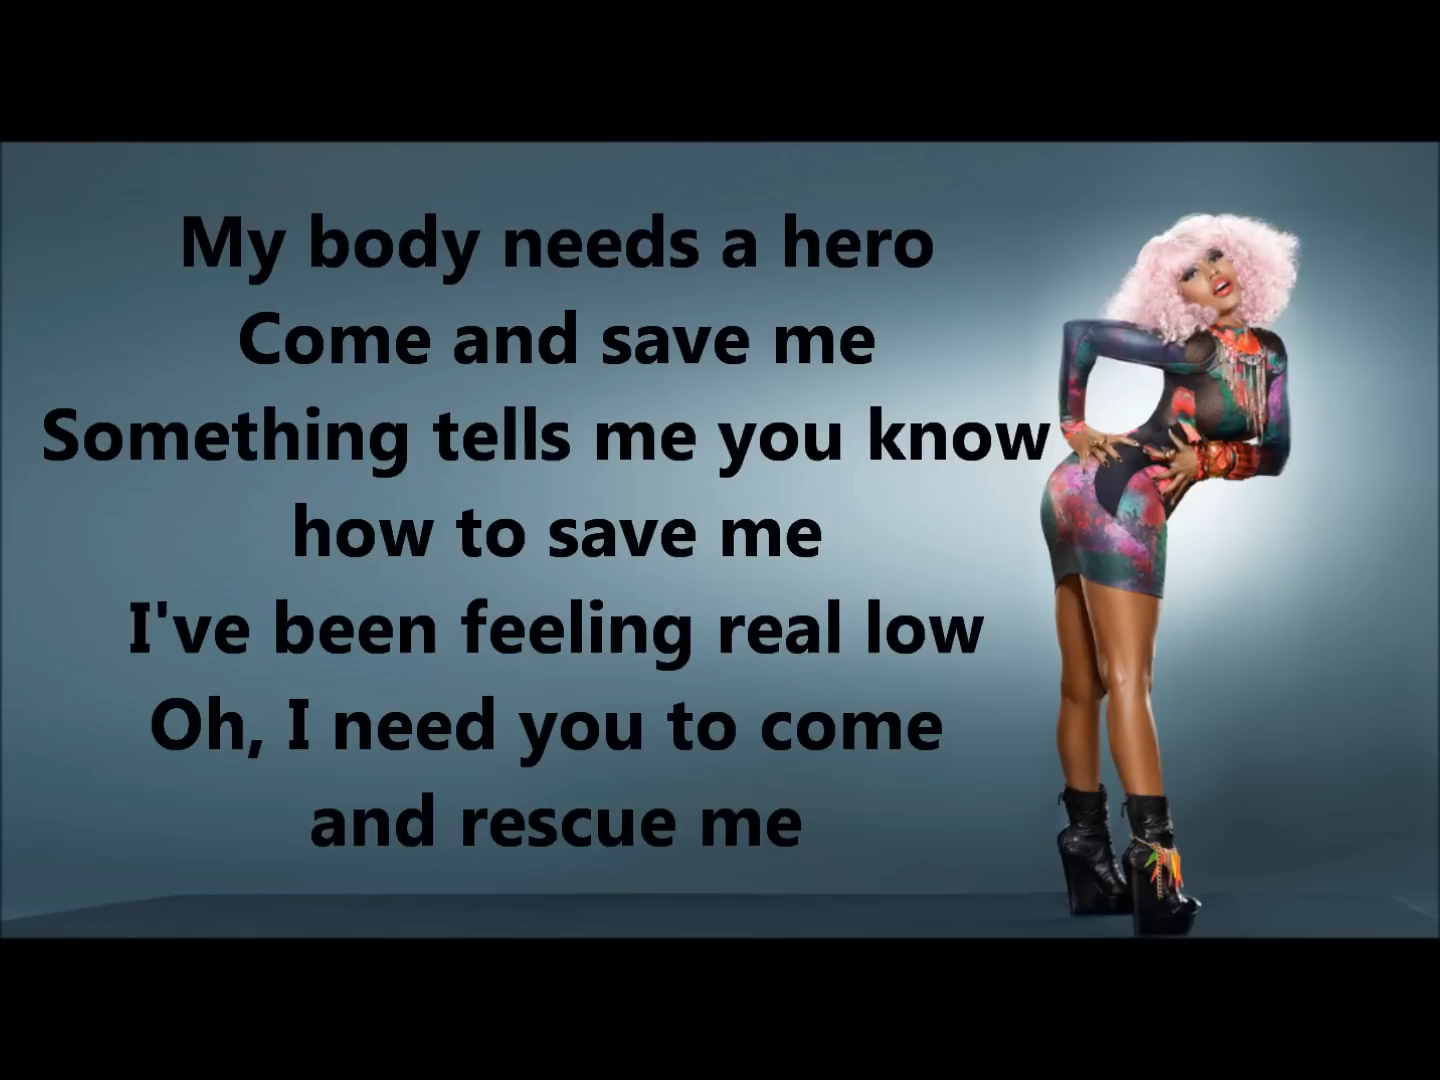 My body needs a hero
Come and save me
Something tells me you know
how to save me
I've been feeling real low
Oh, I need you to come
and rescue me